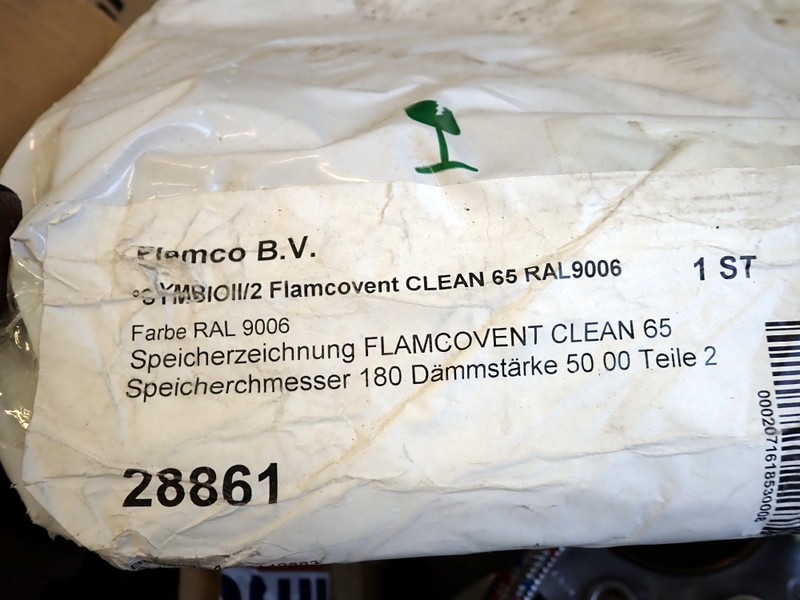 Flamco B.V.
°SYMBIOII/2 Flamcovent CLEAN 65 RAL9006
1 ST
Farbe RAL 9006
Speicherzeichnung FLAMCOVENT CLEAN 65
Speicherchmesser 180 Dämmstärke 50 00 Teile 2
28861